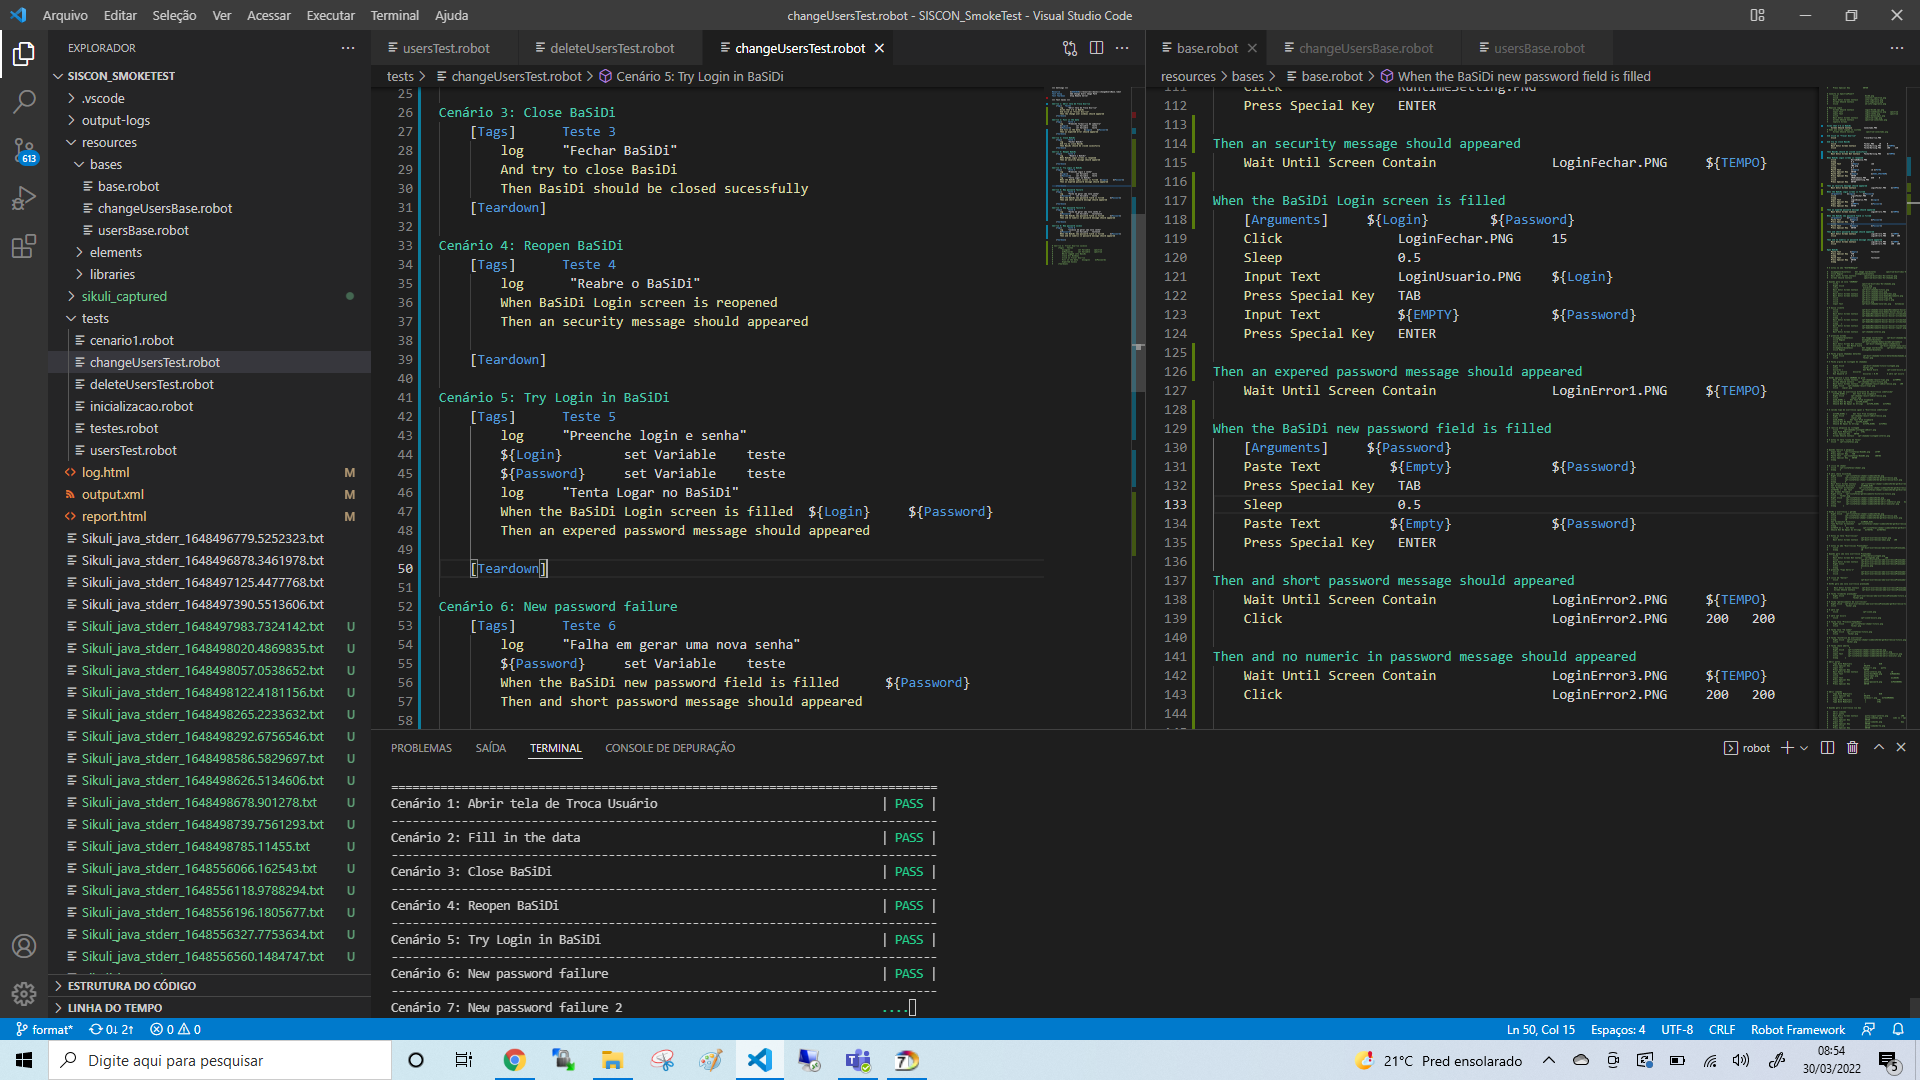 Arquivo Editar Seleção Ver Acessar Executar Terminal Ajuda
changeUsersTest.robot - SISCON_SmokeTest - Visual Studio Code
EXPLORADOR
SISCON_SMOKETEST
.vscode
output-logs
resources
bases
base.robot
changeUsersBase.robot
usersBase.robot
elements
libraries
sikuli_captured
tests
cenario1.robot
changeUsersTest.robot
deleteUsersTest.robot
inicializacao.robot
testes.robot
usersTest.robot
log.html M
output.xml M
report.html M
Sikuli_java_stderr_1648496779.5252323.txt
Sikuli_java_stderr_1648496878.3461978.txt
Sikuli_java_stderr_1648497125.4477768.txt
Sikuli_java_stderr_1648497390.5513606.txt
Sikuli_java_stderr_1648497983.7324142.txt U
Sikuli_java_stderr_1648498020.4869835.txt U
Sikuli_java_stderr_1648498057.0538652.txt U
Sikuli_java_stderr_1648498122.4181156.txt U
Sikuli_java_stderr_1648498265.2233632.txt U
Sikuli_java_stderr_1648498292.6756546.txt U
Sikuli_java_stderr_1648498586.5829697.txt U
Sikuli_java_stderr_1648498626.5134606.txt U
Sikuli_java_stderr_1648498678.901278.txt U
Sikuli_java_stderr_1648498739.7561293.txt U
Sikuli_java_stderr_1648498785.11455.txt U
Sikuli_java_stderr_1648556066.162543.txt U
Sikuli_java_stderr_1648556118.9788294.txt U
Sikuli_java_stderr_1648556196.1805677.txt U
Sikuli_java_stderr_1648556327.7753634.txt U
Sikuli_java_stderr_1648556560.1484747.txt U
ESTRUTURA DO CÓDIGO
LINHA DO TEMPO
613
usersTest.robot deleteUsersTest.robot changeUsersTest.robot
tests > changeUsersTest.robot > Cenário 5: Try Login in BaSiDi
25
26 Cenário 3: Close BaSiDi
27 [Tags] Teste 3
28 log "Fechar BaSiDi"
29 And try to close BasiDi
30 Then BasiDi should be closed sucessfully
31 [Teardown]
32
33 Cenário 4: Reopen BaSiDi
34 [Tags] Teste 4
35 log "Reabre o BaSiDi"
36 When BaSiDi Login screen is reopened
37 Then an security message should appeared
38
39 [Teardown]
40
41 Cenário 5: Try Login in BaSiDi
42 [Tags] Teste 5
43 log "Preenche login e senha"
44 ${Login} set Variable teste
45 ${Password} set Variable teste
46 log "Tenta Logar no BaSiDi"
47 When the BaSiDi Login screen is filled ${Login} ${Password}
48 Then an expered password message should appeared
49
50 [Teardown]
51
52 Cenário 6: New password failure
53 [Tags] Teste 6
54 log "Falha em gerar uma nova senha"
55 ${Password} set Variable teste
56 When the BaSiDi new password field is filled ${Password}
57 Then and short password message should appeared
58
base.robot changeUsersBase.robot usersBase.robot
resources > bases > base.robot > When the BaSiDi new password field is filled
111 Click RuntimeSetting.PNG
112 Press Special Key ENTER
113
114 Then an security message should appeared
115 Wait Until Screen Contain LoginFechar.PNG ${TEMPO}
116
117 When the BaSiDi Login screen is filled
118 [Arguments] ${Login} ${Password}
119 Click LoginFechar.PNG 15
120 Sleep 0.5
121 Input Text LoginUsuario.PNG ${Login}
122 Press Special Key TAB
123 Input Text ${EMPTY} ${Password}
124 Press Special Key ENTER
125
126 Then an expered password message should appeared
127 Wait Until Screen Contain LoginError1.PNG ${TEMPO}
128
129 When the BaSiDi new password field is filled
130 [Arguments] ${Password}
131 Paste Text ${Empty} ${Password}
132 Press Special Key TAB
133 Sleep 0.5
134 Paste Text ${Empty} ${Password}
135 Press Special Key ENTER
136
137 Then and short password message should appeared
138 Wait Until Screen Contain LoginError2.PNG ${TEMPO}
139 Click LoginError2.PNG 200 200
140
141 Then and no numeric in password message should appeared
142 Wait Until Screen Contain LoginError3.PNG ${TEMPO}
143 Click LoginError2.PNG 200 200
144
PROBLEMAS SAÍDA TERMINAL CONSOLE DE DEPURAÇÃO
robot
==============================================================================
Cenário 1: Abrir tela de Troca Usuário | PASS |
------------------------------------------------------------------------------
Cenário 2: Fill in the data | PASS |
------------------------------------------------------------------------------
Cenário 3: Close BaSiDi | PASS |
------------------------------------------------------------------------------
Cenário 4: Reopen BaSiDi | PASS |
------------------------------------------------------------------------------
Cenário 5: Try Login in BaSiDi | PASS |
------------------------------------------------------------------------------
Cenário 6: New password failure | PASS |
------------------------------------------------------------------------------
Cenário 7: New password failure 2 ....
format* 0↓ 2↑ 0 0
Ln 50, Col 15 Espaços: 4 UTF-8 CRLF Robot Framework
Digite aqui para pesquisar
21°C Pred ensolarado
08:54
30/03/2022
5